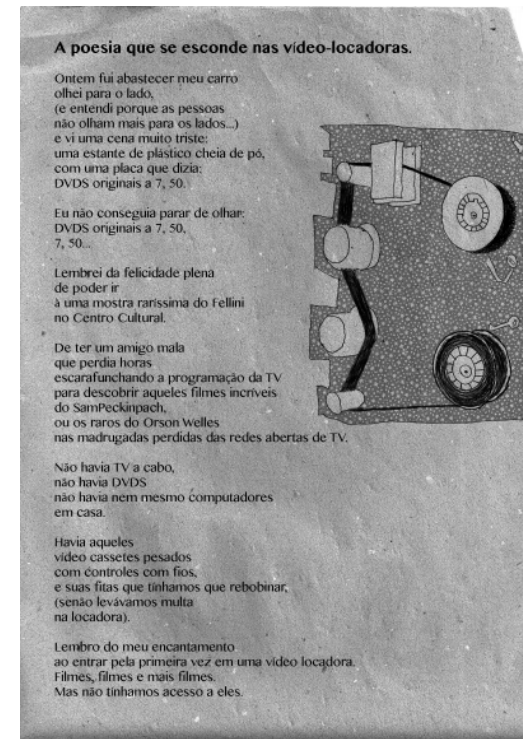 A poesia que se esconde nas vídeo-locadoras.
Ontem fui abastecer meu carro
olhei para o lado,
(e entendi porque as pessoas
não olham mais para os lados...)
e vi uma cena muito triste:
uma estante de plástico cheia de pó,
com uma placa que dizia:
DVDS originais a 7, 50.
Eu não conseguia parar de olhar:
DVDS originais a 7, 50,
7, 50...
Lembrei da felicidade plena
de poder ir
à uma mostra raríssima do Fellini
no Centro Cultural.
De ter um amigo mala
que perdia horas
escarafunchando a programação da TV
para descobrir aqueles filmes incríveis
do SamPeckinpach,
ou os raros do Orson Welles
nas madrugadas perdidas das redes abertas de TV.
Não havia TV a cabo,
não havia DVDS
não havia nem mesmo computadores
em casa.
Havia aqueles
vídeo cassetes pesados
com controles com fios,
e suas fitas que tínhamos que rebobinar,
(senão levávamos multa
na locadora).
Lembro do meu encantamento
ao entrar pela primeira vez em uma vídeo locadora.
Filmes, filmes e mais filmes.
Mas não tínhamos acesso a eles.